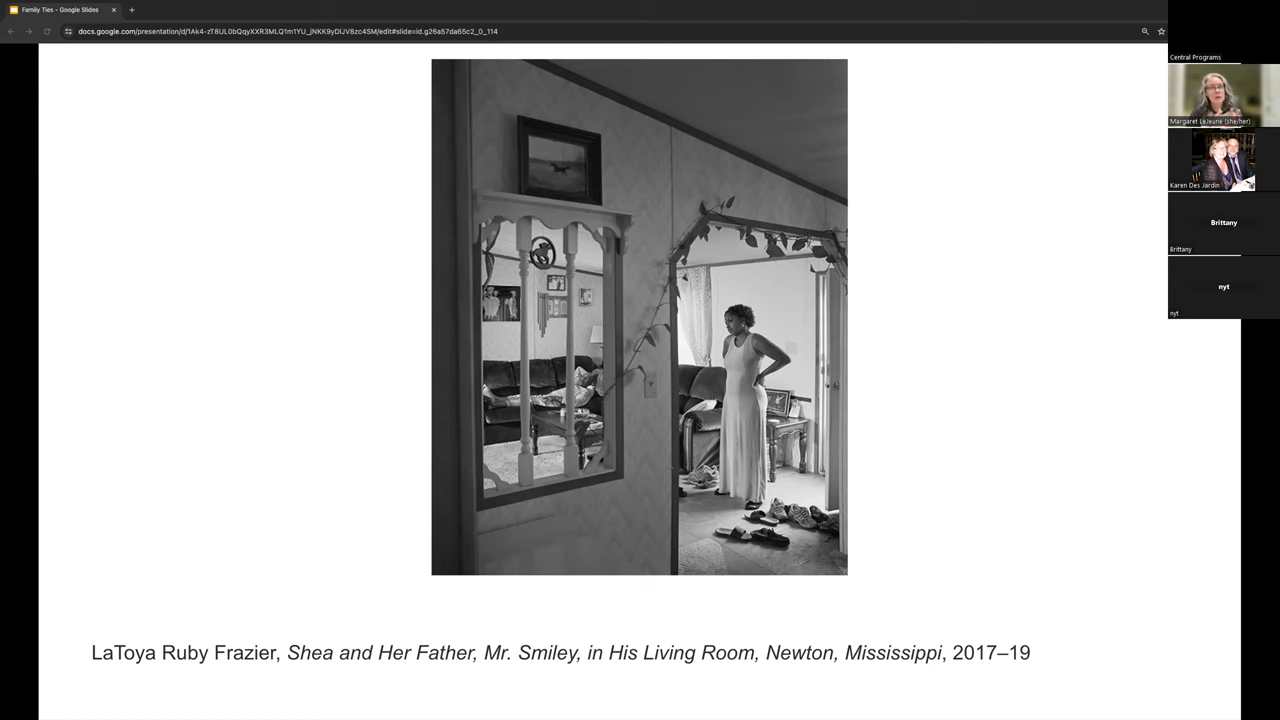 Family Ties - Google Slides
docs.google.com/presentation/d/1Ak4-zT8UL0bQqyXXR3MLQ1m1YU_jNKK9yDIJV8zc4SM/edit#slide=id.g26a57da65c2_0_114
Central Programs
Margaret LeJeune (she/her)
Karen Des Jardin
Brittany
Brittany
nyt
nyt
LaToya Ruby Frazier, Shea and Her Father, Mr. Smiley, in His Living Room, Newton, Mississippi, 2017–19